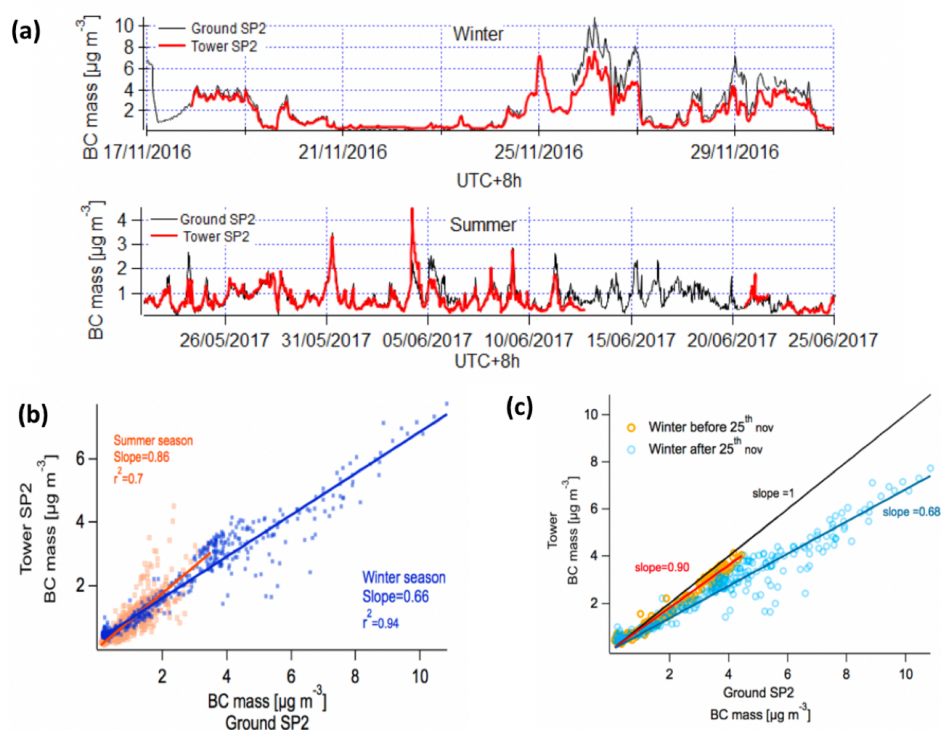 (a)
Ground SP2
Tower SP2
Winter
BC mass [µg m⁻³]
10
8
6
4
2
17/11/2016 21/11/2016 25/11/2016 29/11/2016
UTC+8h
Ground SP2
Tower SP2
Summer
BC mass [µg m⁻³]
4
3
2
1
26/05/2017 31/05/2017 05/06/2017 10/06/2017 15/06/2017 20/06/2017 25/06/2017
UTC+8h
(b)
Summer season
Slope=0.86
r²=0.7
Tower SP2
BC mass [µg m⁻³]
6
4
2
Winter season
Slope=0.66
r²=0.94
2 4 6 8 10
BC mass [µg m⁻³]
Ground SP2
(c)
Winter before 25th nov
Winter after 25th nov
Tower
BC mass [µg m⁻³]
10
8
6
4
2
slope =1
slope =0.68
slope=0.90
2 4 6 8 10
Ground SP2
BC mass [µg m⁻³]